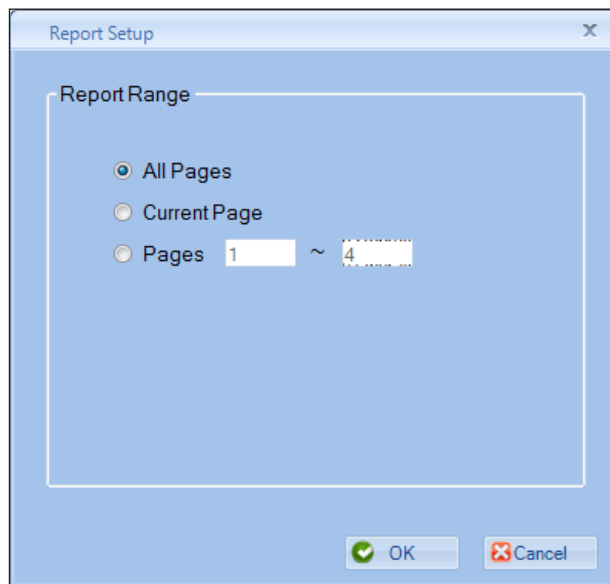 Report Setup
Report Range
All Pages
Current Page
Pages 1 ~ 4
OK Cancel